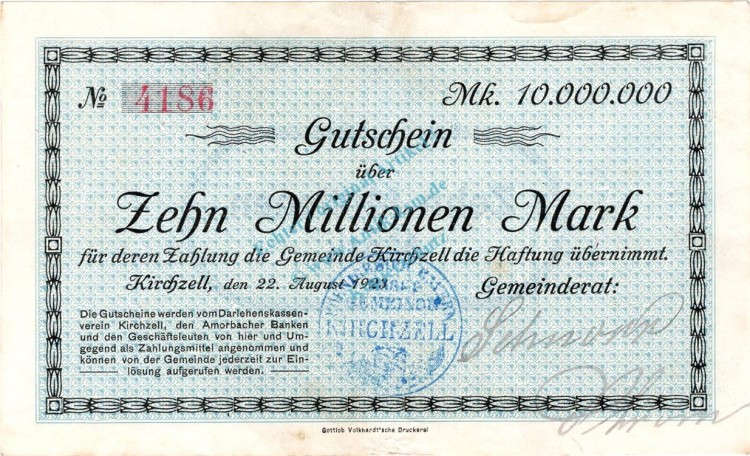 № 4186
Mk. 10.000.000
Gutschein
über
Zehn Millionen Mark
für deren Zahlung die Gemeinde Kirchzell die Haftung übernimmt.
Kirchzell, den 22. August 1923
Gemeinderat:
Die Gutscheine werden vom Darlehenskassen-
verein Kirchzell, den Amorbacher Banken
und den Geschäftsleuten von hier und Um-
gegend als Zahlungsmittel angenommen und
können von der Gemeinde jederzeit zur Ein-
lösung aufgerufen werden.
KIRCHZELL
Gottlob Volkhardt'sche Druckerei